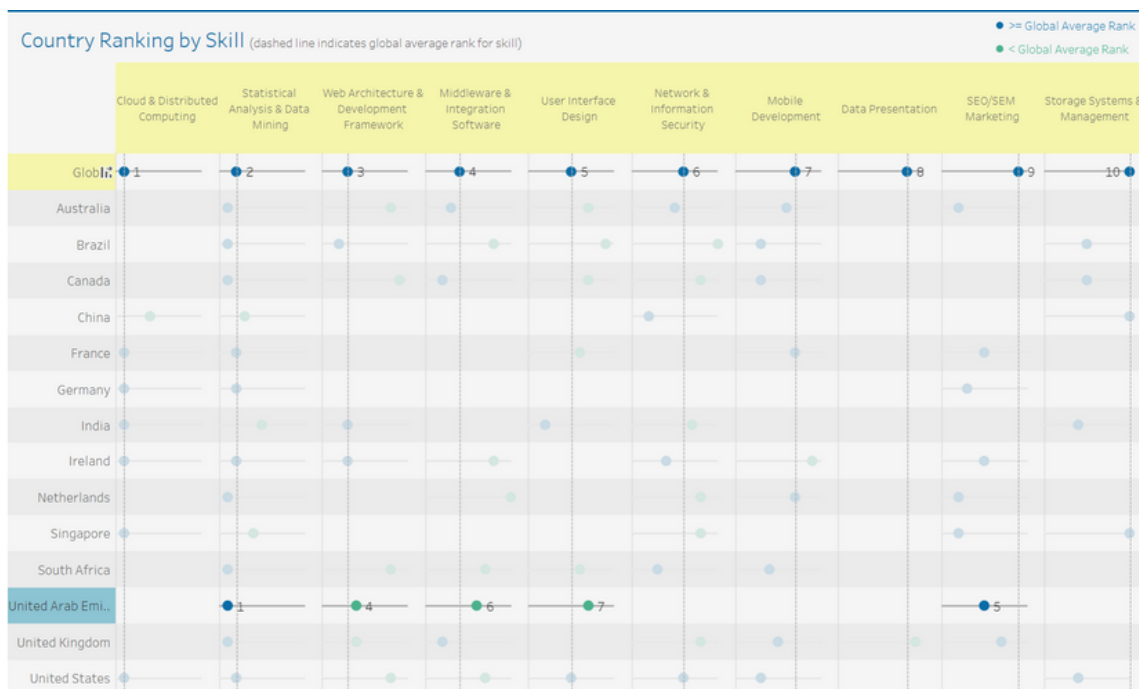 Country Ranking by Skill (dashed line indicates global average rank for skill)
>= Global Average Rank
< Global Average Rank
Cloud & Distributed
Computing
Statistical
Analysis & Data
Mining
Web Architecture &
Development
Framework
Middleware &
Integration
Software
User Interface
Design
Network &
Information
Security
Mobile
Development
Data Presentation
SEO/SEM
Marketing
Storage Systems &
Management
Glob 1 2 3 4 5 6 7 8 9 10
Australia
Brazil
Canada
China
France
Germany
India
Ireland
Netherlands
Singapore
South Africa
United Arab Emi.. 1 4 6 7 5
United Kingdom
United States